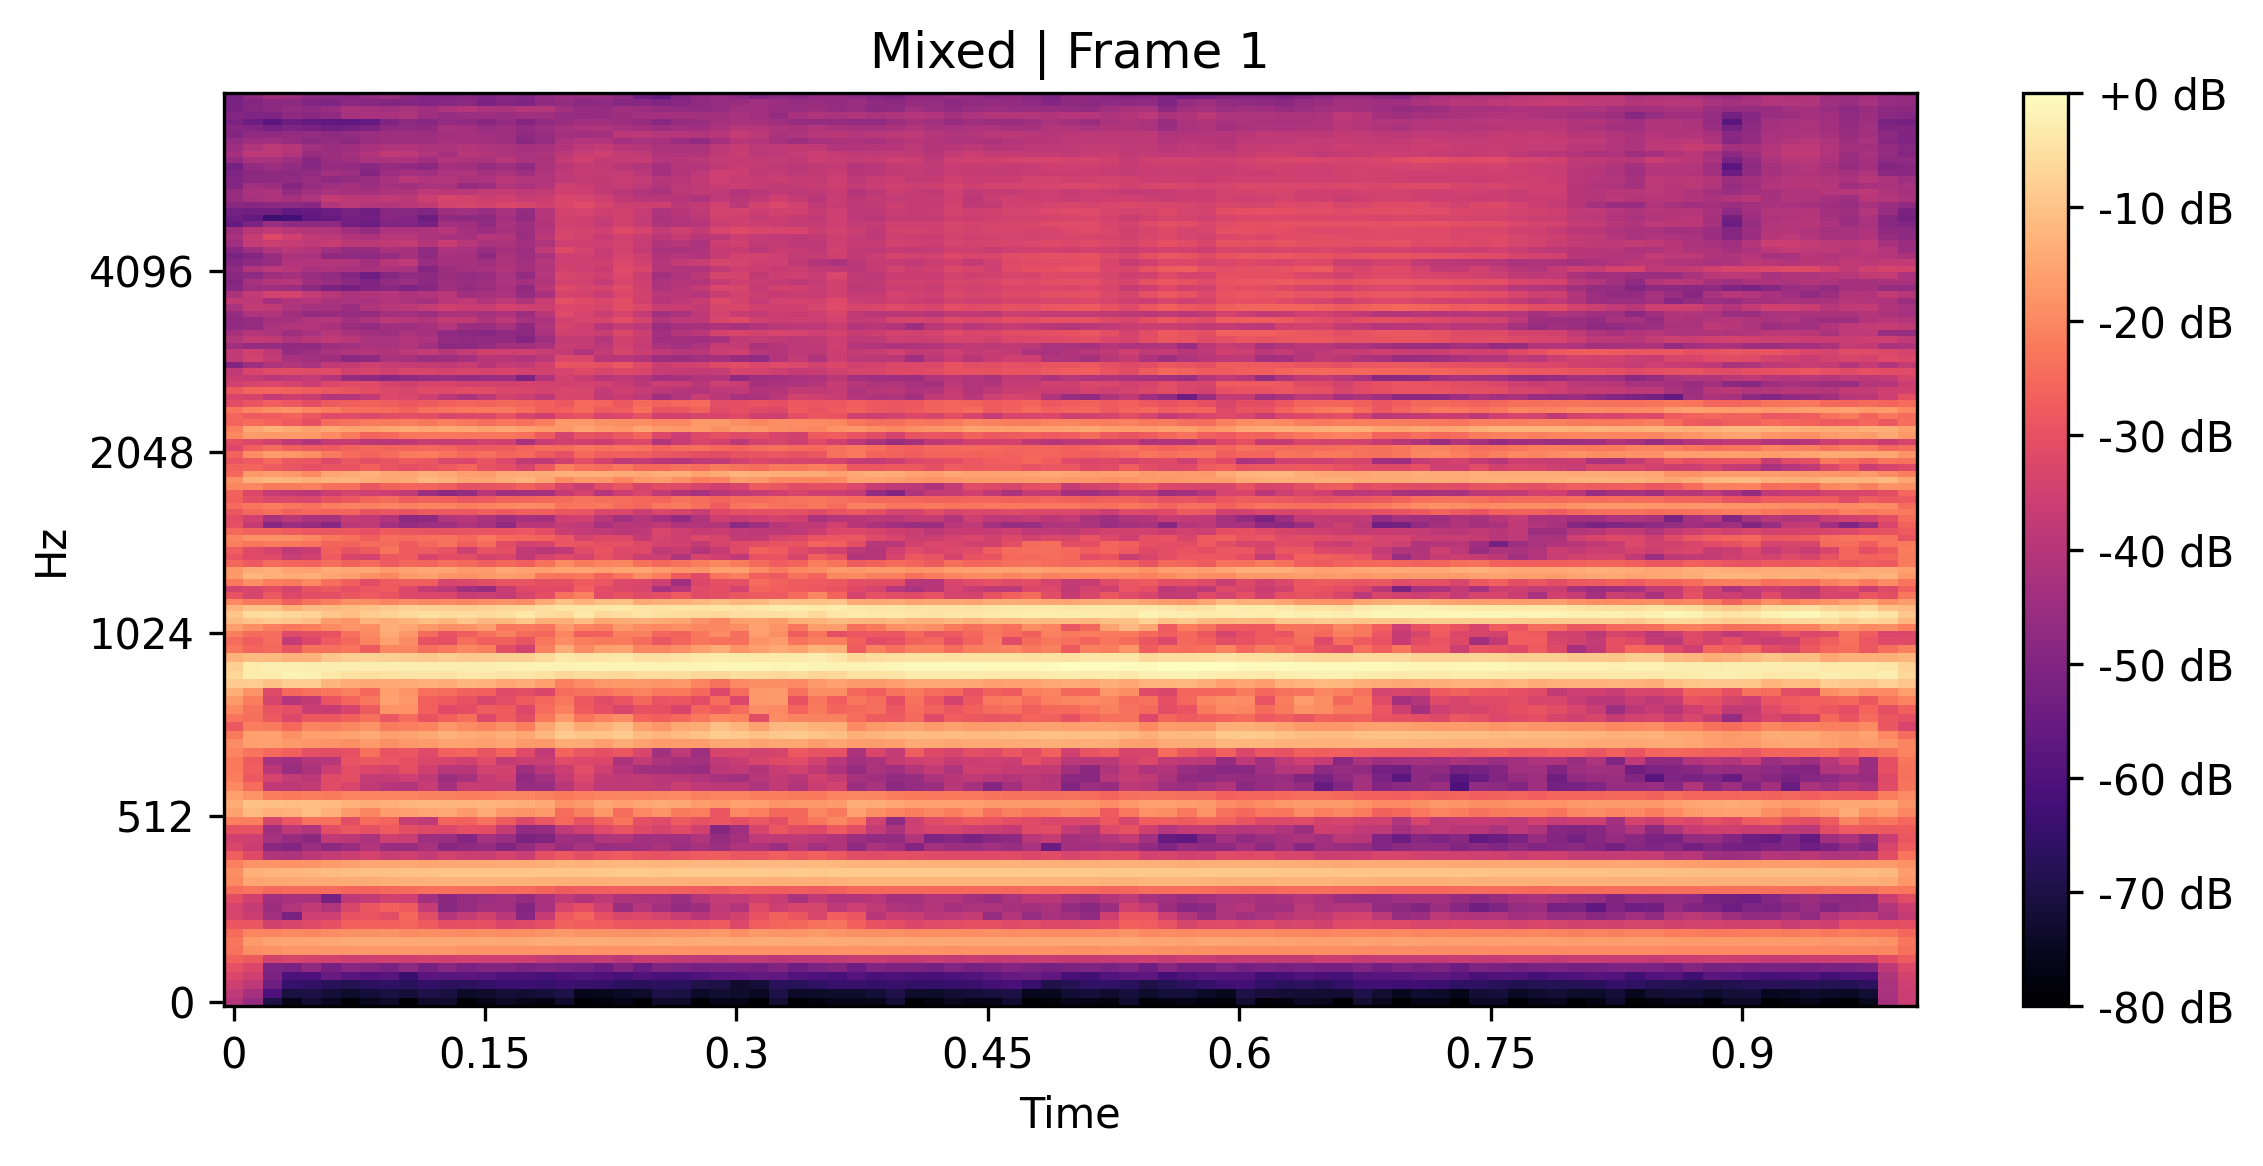 Mixed | Frame 1
+0 dB
-10 dB
-20 dB
-30 dB
-40 dB
-50 dB
-60 dB
-70 dB
-80 dB
4096
2048
1024
512
0
Hz
0 0.15 0.3 0.45 0.6 0.75 0.9
Time